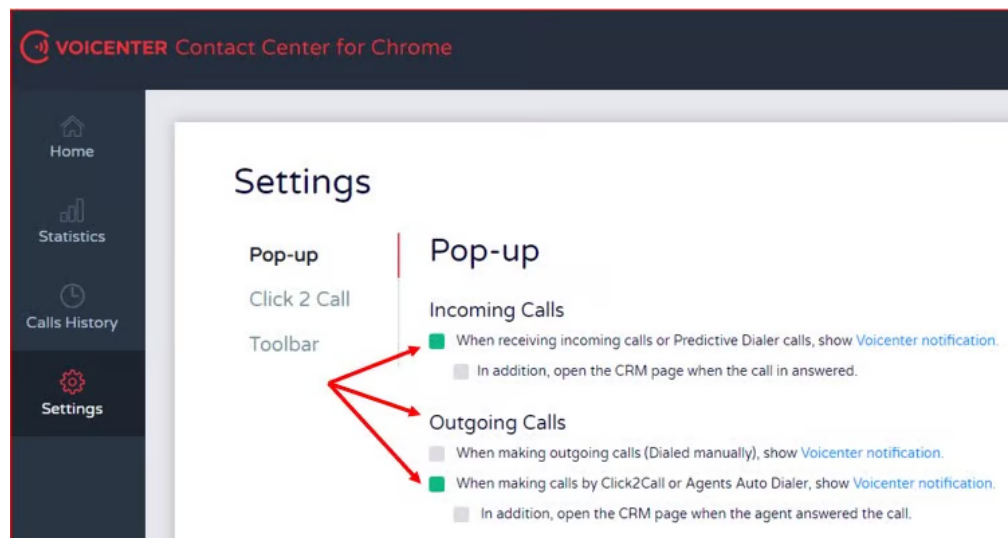 VOICENTER Contact Center for Chrome
Home
Statistics
Calls History
Settings
Settings
Pop-up
Click 2 Call
Toolbar
Pop-up
Incoming Calls
When receiving incoming calls or Predictive Dialer calls, show Voicenter notification.
In addition, open the CRM page when the call in answered.
Outgoing Calls
When making outgoing calls (Dialed manually), show Voicenter notification.
When making calls by Click2Call or Agents Auto Dialer, show Voicenter notification.
In addition, open the CRM page when the agent answered the call.